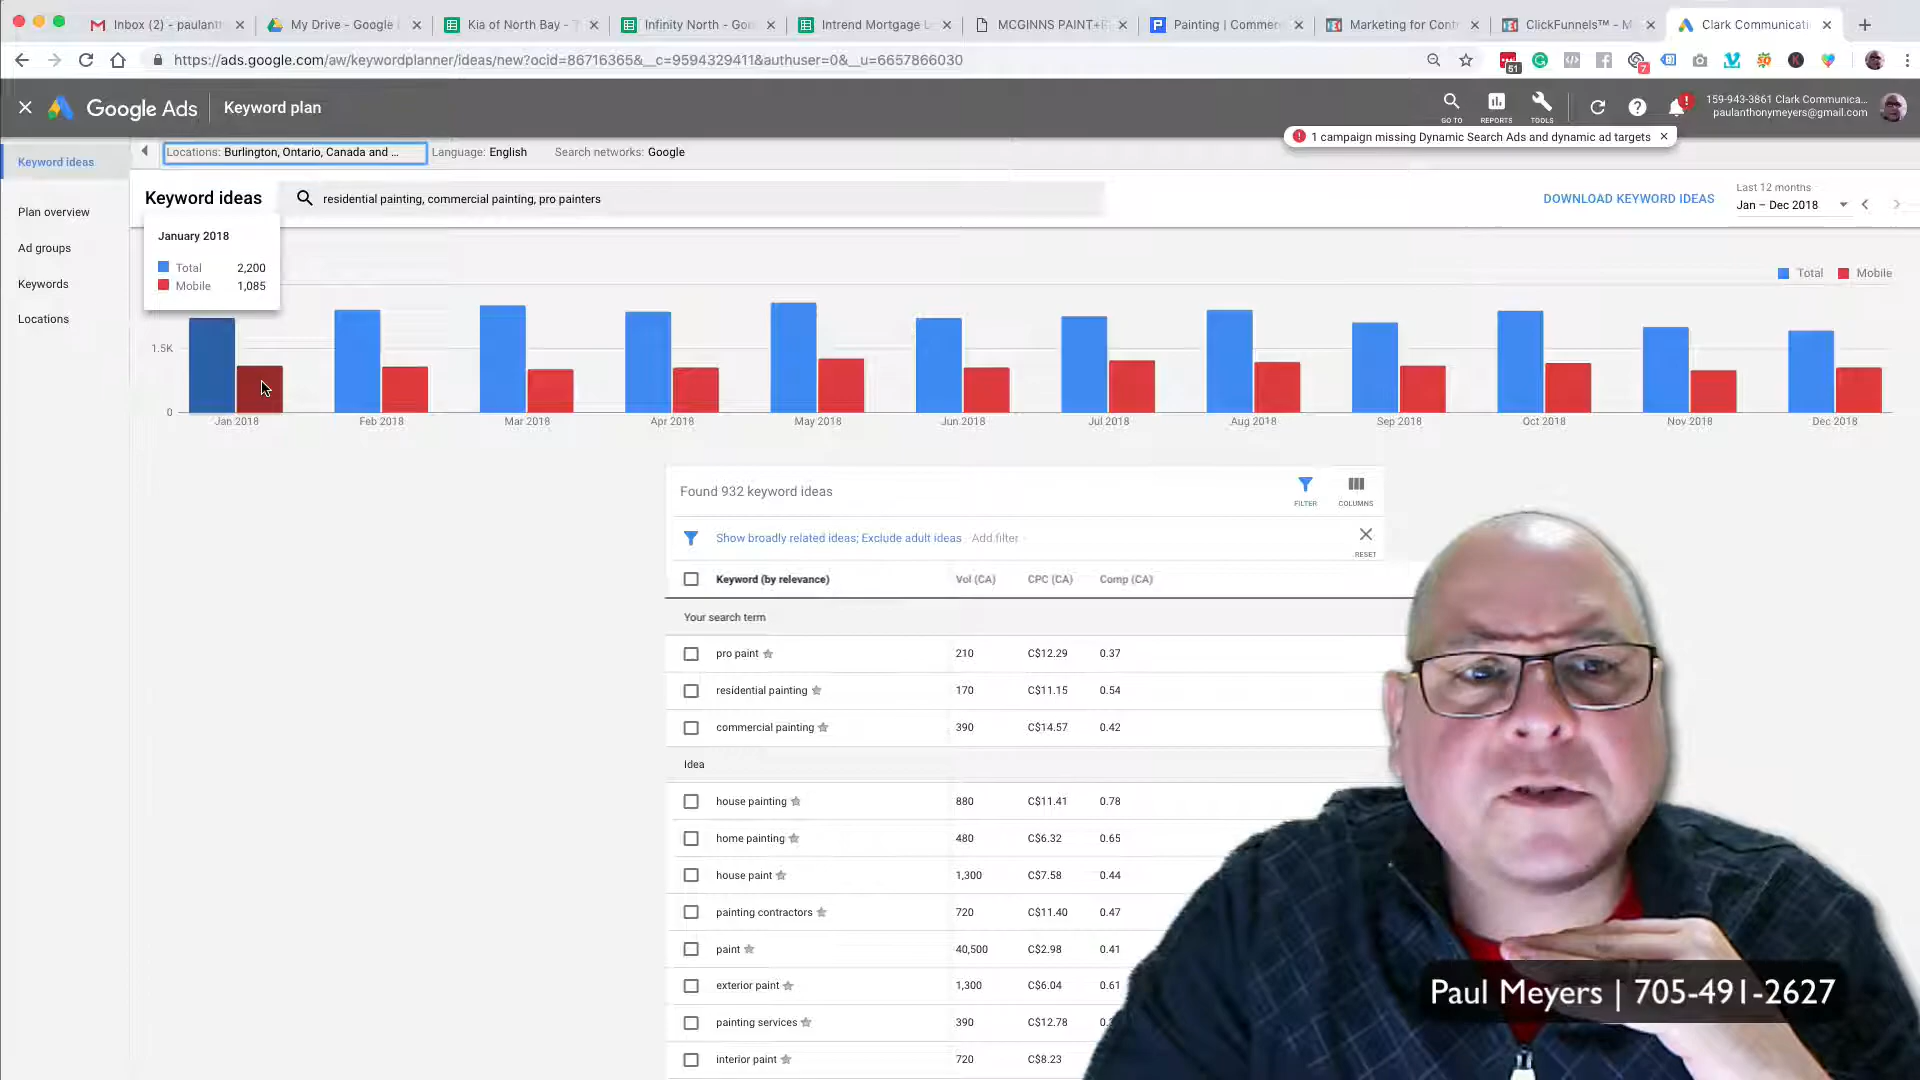 Inbox (2) - paulant
My Drive - Google
Kia of North Bay - T
Infinity North - Goo
Intrend Mortgage L
MCGINNS PAINT+B
Painting | Commer
Marketing for Cont
ClickFunnels™ - M
Clark Communicati
https://ads.google.com/aw/keywordplanner/ideas/new?ocid=86716365&__c=9594329411&authuser=0&__u=6657866030
51
7
Google Ads
Keyword plan
GO TO
REPORTS
TOOLS
159-943-3861 Clark Communica...
paulanthonymeyers@gmail.com
1 campaign missing Dynamic Search Ads and dynamic ad targets
Keyword ideas
Plan overview
Ad groups
Keywords
Locations
Locations: Burlington, Ontario, Canada and ...
Language: English
Search networks: Google
Keyword ideas
residential painting, commercial painting, pro painters
DOWNLOAD KEYWORD IDEAS
Last 12 months
Jan – Dec 2018
January 2018
Total 2,200
Mobile 1,085
Total
Mobile
1.5K
0
Jan 2018
Feb 2018
Mar 2018
Apr 2018
May 2018
Jun 2018
Jul 2018
Aug 2018
Sep 2018
Oct 2018
Nov 2018
Dec 2018
Found 932 keyword ideas
FILTER
COLUMNS
Show broadly related ideas; Exclude adult ideas Add filter
RESET
Keyword (by relevance) Vol (CA) CPC (CA) Comp (CA)
Your search term
pro paint 210 C$12.29 0.37
residential painting 170 C$11.15 0.54
commercial painting 390 C$14.57 0.42
Idea
house painting 880 C$11.41 0.78
home painting 480 C$6.32 0.65
house paint 1,300 C$7.58 0.44
painting contractors 720 C$11.40 0.47
paint 40,500 C$2.98 0.41
exterior paint 1,300 C$6.04 0.61
painting services 390 C$12.78
interior paint 720 C$8.23
Paul Meyers | 705-491-2627